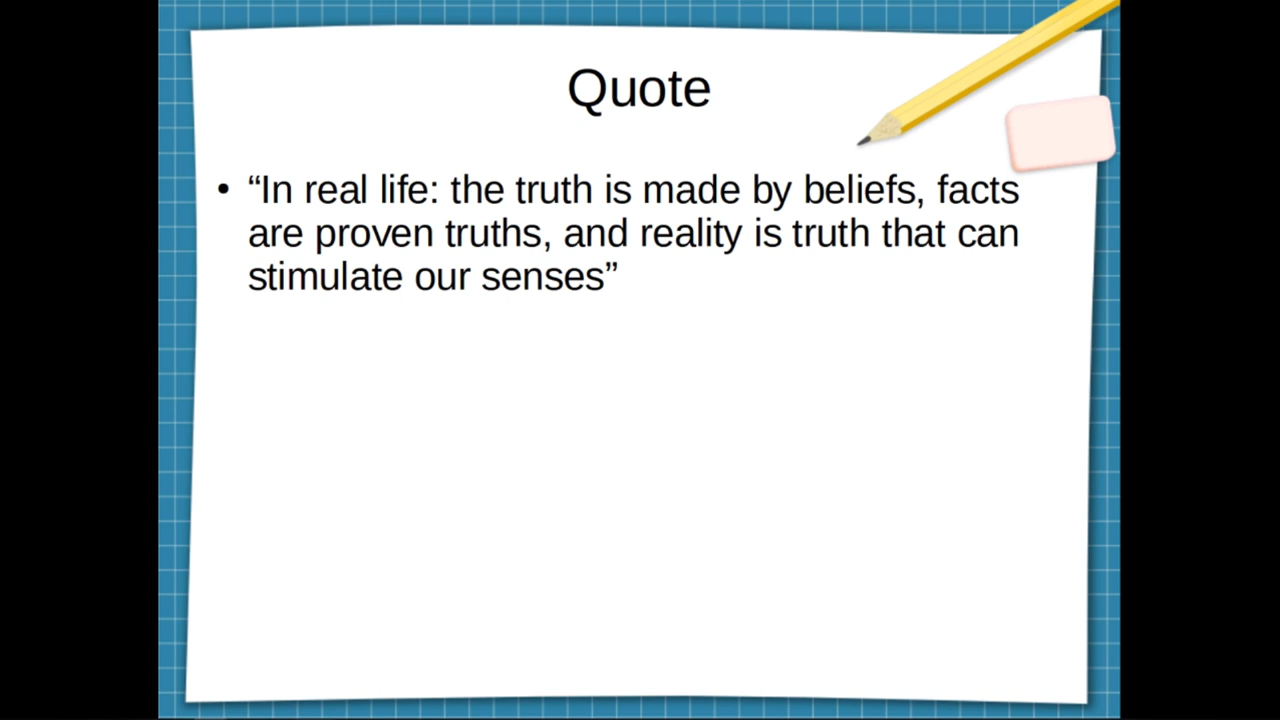 Quote
• “In real life: the truth is made by beliefs, facts
are proven truths, and reality is truth that can
stimulate our senses”